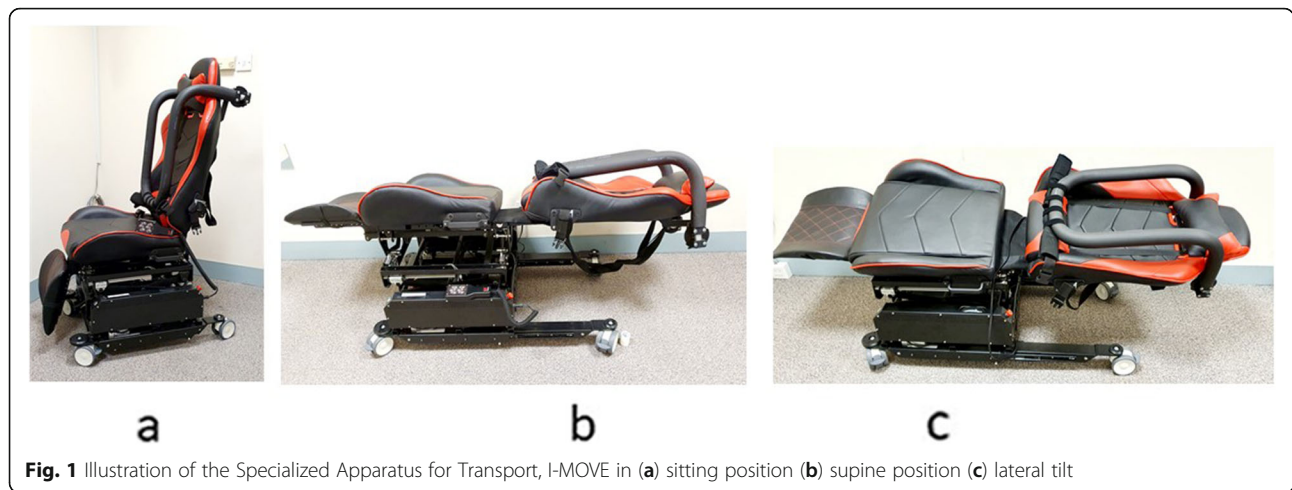 a b c
Fig. 1 Illustration of the Specialized Apparatus for Transport, I-MOVE in (a) sitting position (b) supine position (c) lateral tilt